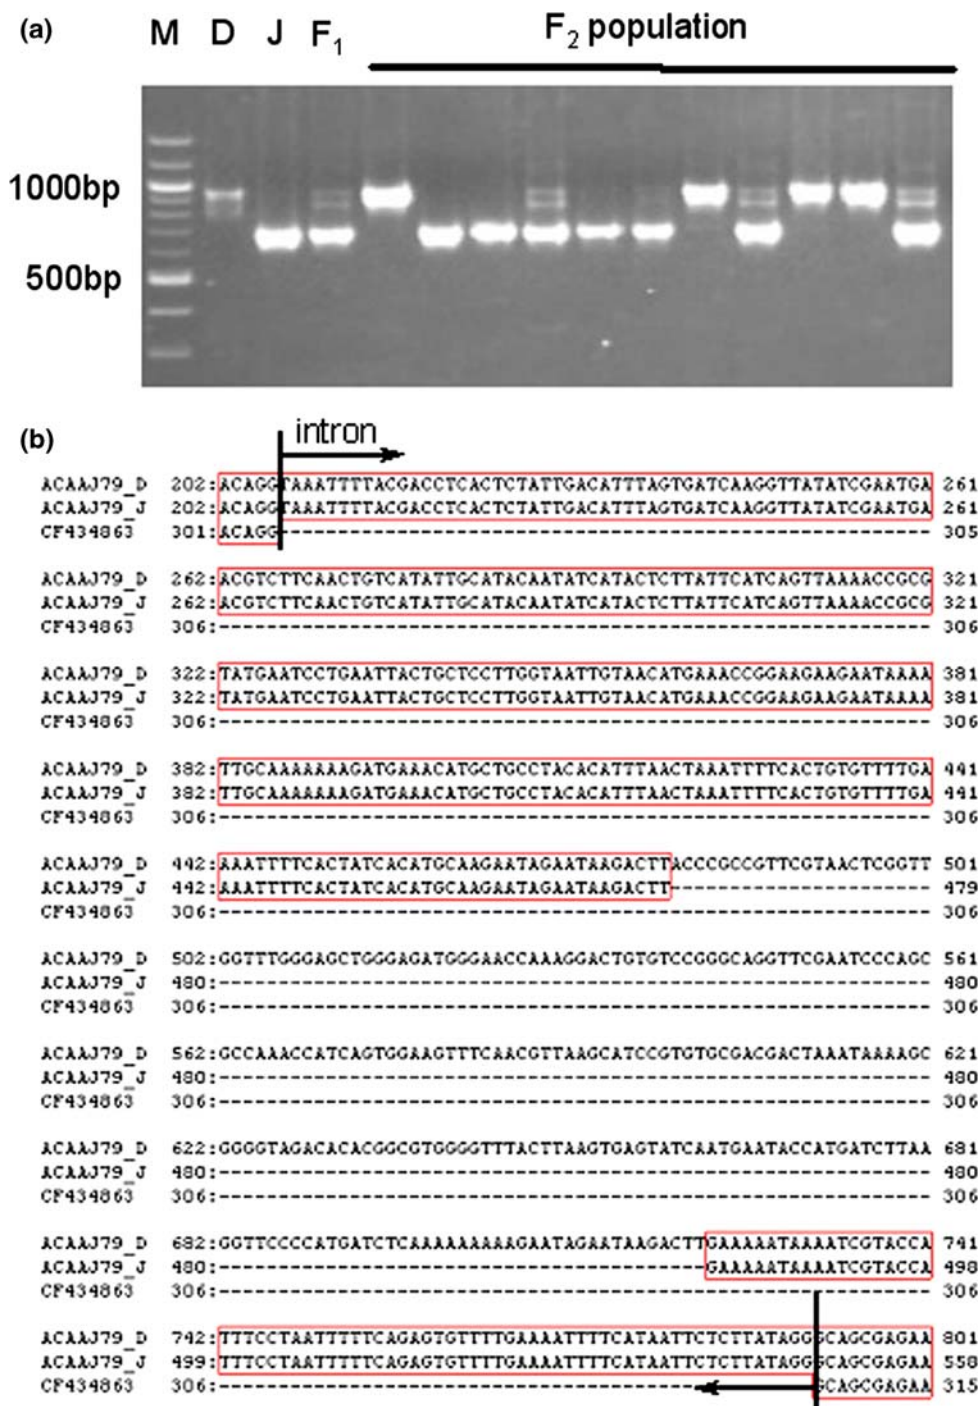 (a) M D J F1 F2 population
1000bp
500bp
(b) intron
ACAAJ79_D 202:ACAGGTAAATTTTACGACCTCACTCTATTGACATTTAGTGATCAAGGTTATATCGAATGA 261
ACAAJ79_J 202:ACAGGTAAATTTTACGACCTCACTCTATTGACATTTAGTGATCAAGGTTATATCGAATGA 261
CF434863 301:ACAGG------------------------------------------------------- 305
ACAAJ79_D 262:ACGTCTTCAACTGTCATATTGCATACAATATCATACTCTTATTCATCAGTTAAAACCGCG 321
ACAAJ79_J 262:ACGTCTTCAACTGTCATATTGCATACAATATCATACTCTTATTCATCAGTTAAAACCGCG 321
CF434863 306:------------------------------------------------------------ 306
ACAAJ79_D 322:TATGAATCCTGAATTACTGCTCCTTGGTAATTGTAACATGAAACCGGAAGAAGAATAAAA 381
ACAAJ79_J 322:TATGAATCCTGAATTACTGCTCCTTGGTAATTGTAACATGAAACCGGAAGAAGAATAAAA 381
CF434863 306:------------------------------------------------------------ 306
ACAAJ79_D 382:TTGCAAAAAAAGATGAAACATGCTGCCTACACATTTAACTAAATTTTCACTGTGTTTTGA 441
ACAAJ79_J 382:TTGCAAAAAAAGATGAAACATGCTGCCTACACATTTAACTAAATTTTCACTGTGTTTTGA 441
CF434863 306:------------------------------------------------------------ 306
ACAAJ79_D 442:AAATTTTCACTATCACATGCAAGAATAGAATAAGACTTACCCGCCGTTCGTAACTCGGTT 501
ACAAJ79_J 442:AAATTTTCACTATCACATGCAAGAATAGAATAAGACTT---------------------- 479
CF434863 306:------------------------------------------------------------ 306
ACAAJ79_D 502:GGTTTGGGAGCTGGGAGATGGGAACCAAAGGACTGTGTCCGGGCAGGTTCGAATCCCAGC 561
ACAAJ79_J 480:------------------------------------------------------------ 480
CF434863 306:------------------------------------------------------------ 306
ACAAJ79_D 562:GCCAAACCATCAGTGGAAGTTTCAACGTTAAGCATCCGTGTGCGACGACTAAATAAAAGC 621
ACAAJ79_J 480:------------------------------------------------------------ 480
CF434863 306:------------------------------------------------------------ 306
ACAAJ79_D 622:GGGGTAGACACACGGCGTGGGGTTTACTTAAGTGAGTATCAATGAATACCATGATCTTAA 681
ACAAJ79_J 480:------------------------------------------------------------ 480
CF434863 306:------------------------------------------------------------ 306
ACAAJ79_D 682:GGTTCCCCATGATCTCAAAAAAAAAGAATAGAATAAGACTTGAAAAATAAAATCGTACCA 741
ACAAJ79_J 480:-----------------------------------------GAAAAATAAAATCGTACCA 498
CF434863 306:------------------------------------------------------------ 306
ACAAJ79_D 742:TTTCCTAATTTTTCAGAGTGTTTTGAAAATTTTCATAATTCTCTTATAGGGCAGCGAGAA 801
ACAAJ79_J 499:TTTCCTAATTTTTCAGAGTGTTTTGAAAATTTTCATAATTCTCTTATAGGGCAGCGAGAA 558
CF434863 306:--------------------------------------------------GCAGCGAGAA 315